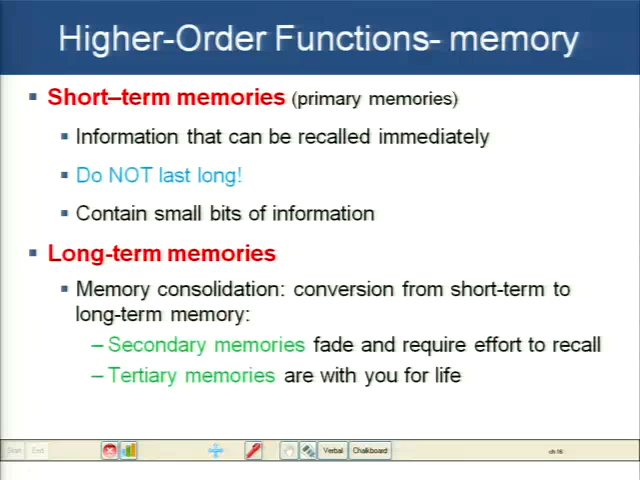 Higher-Order Functions- memory
Short–term memories (primary memories)
Information that can be recalled immediately
Do NOT last long!
Contain small bits of information
Long-term memories
Memory consolidation: conversion from short-term to
long-term memory:
– Secondary memories fade and require effort to recall
– Tertiary memories are with you for life
Start End Verbal Chalkboard